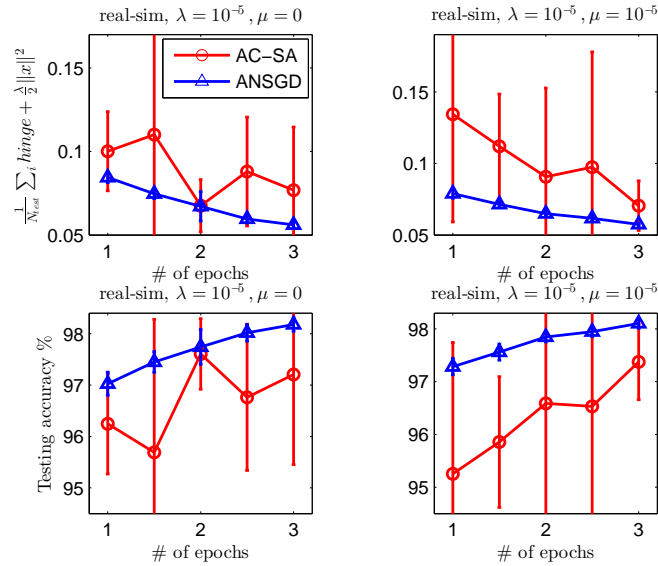 real-sim, λ = 10⁻⁵, μ = 0
real-sim, λ = 10⁻⁵, μ = 10⁻⁵
1/N_test ∑_i hinge + λ/2 ||x||²
0.15
0.1
0.05
AC−SA
ANSGD
1 2 3
# of epochs
0.15
0.1
0.05
1 2 3
# of epochs
real-sim, λ = 10⁻⁵, μ = 0
real-sim, λ = 10⁻⁵, μ = 10⁻⁵
Testing accuracy %
98
97
96
95
1 2 3
# of epochs
98
97
96
95
1 2 3
# of epochs